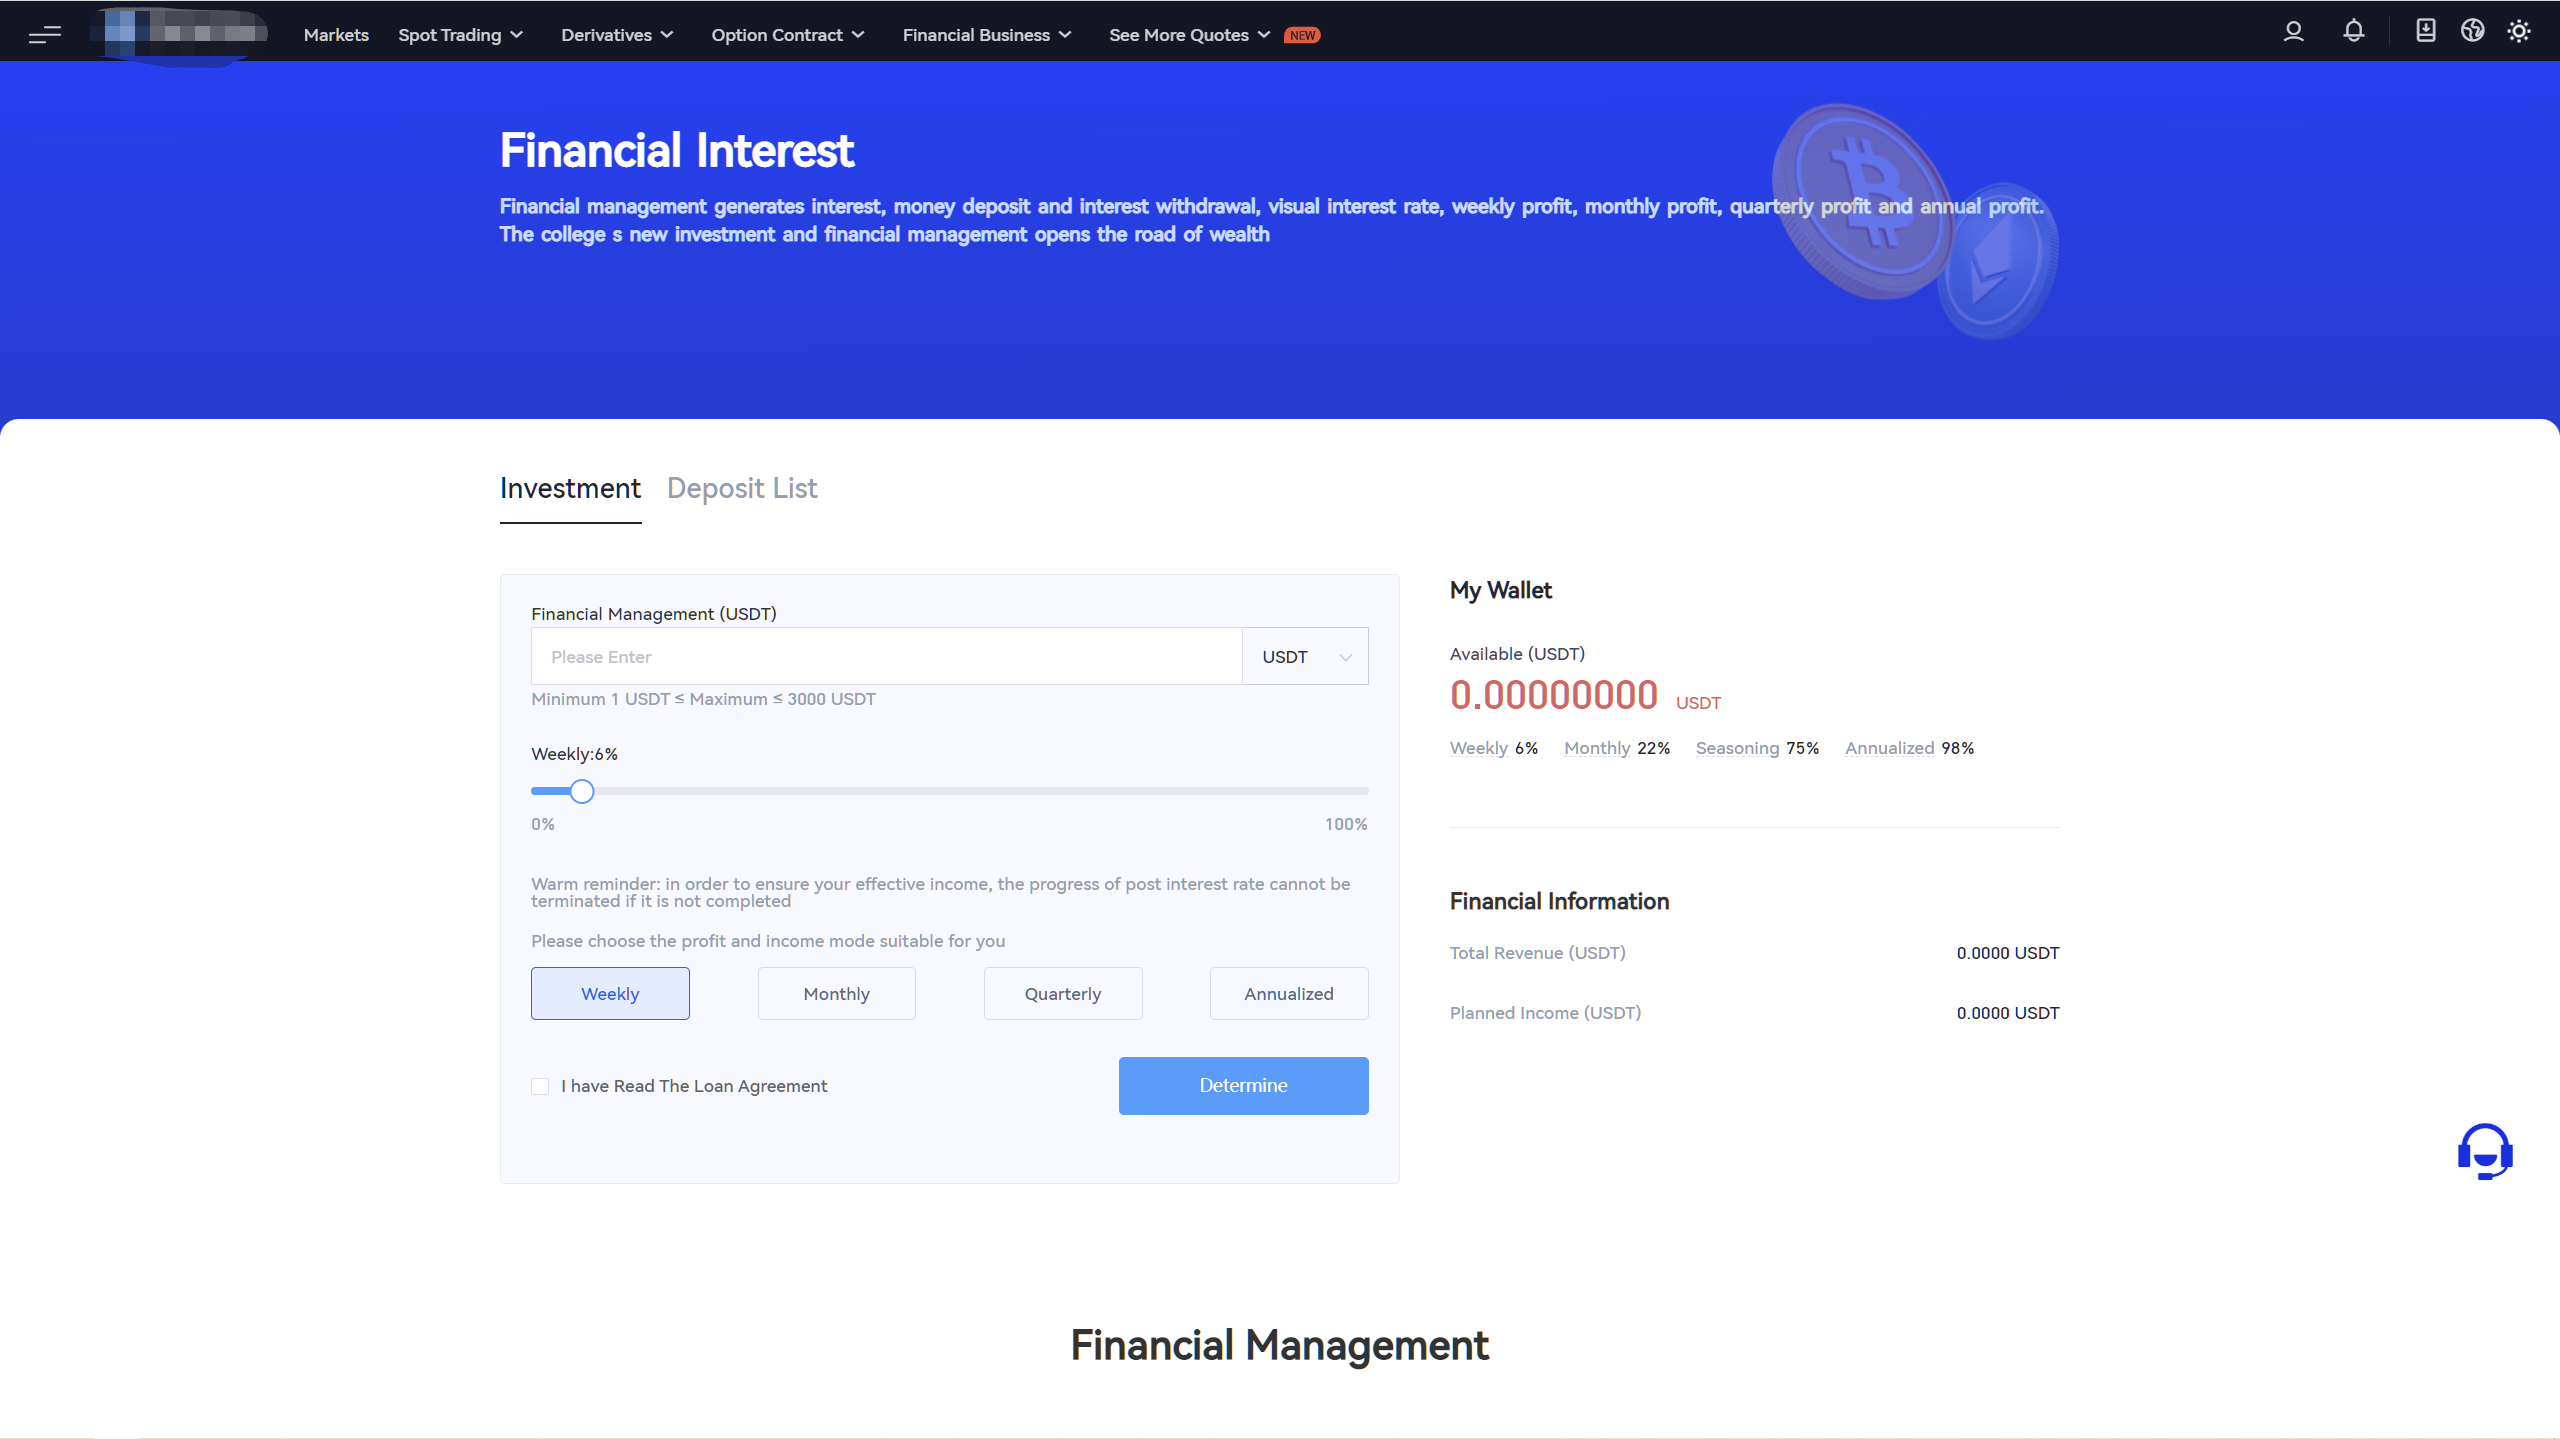 Markets Spot Trading Derivatives Option Contract Financial Business See More Quotes NEW
Financial Interest
Financial management generates interest, money deposit and interest withdrawal, visual interest rate, weekly profit, monthly profit, quarterly profit and annual profit.
The college s new investment and financial management opens the road of wealth
Investment Deposit List
Financial Management (USDT)
Please Enter USDT
Minimum 1 USDT ≤ Maximum ≤ 3000 USDT
Weekly:6%
0% 100%
Warm reminder: in order to ensure your effective income, the progress of post interest rate cannot be
terminated if it is not completed
Please choose the profit and income mode suitable for you
Weekly Monthly Quarterly Annualized
I have Read The Loan Agreement Determine
My Wallet
Available (USDT)
0.00000000 USDT
Weekly 6% Monthly 22% Seasoning 75% Annualized 98%
Financial Information
Total Revenue (USDT) 0.0000 USDT
Planned Income (USDT) 0.0000 USDT
Financial Management